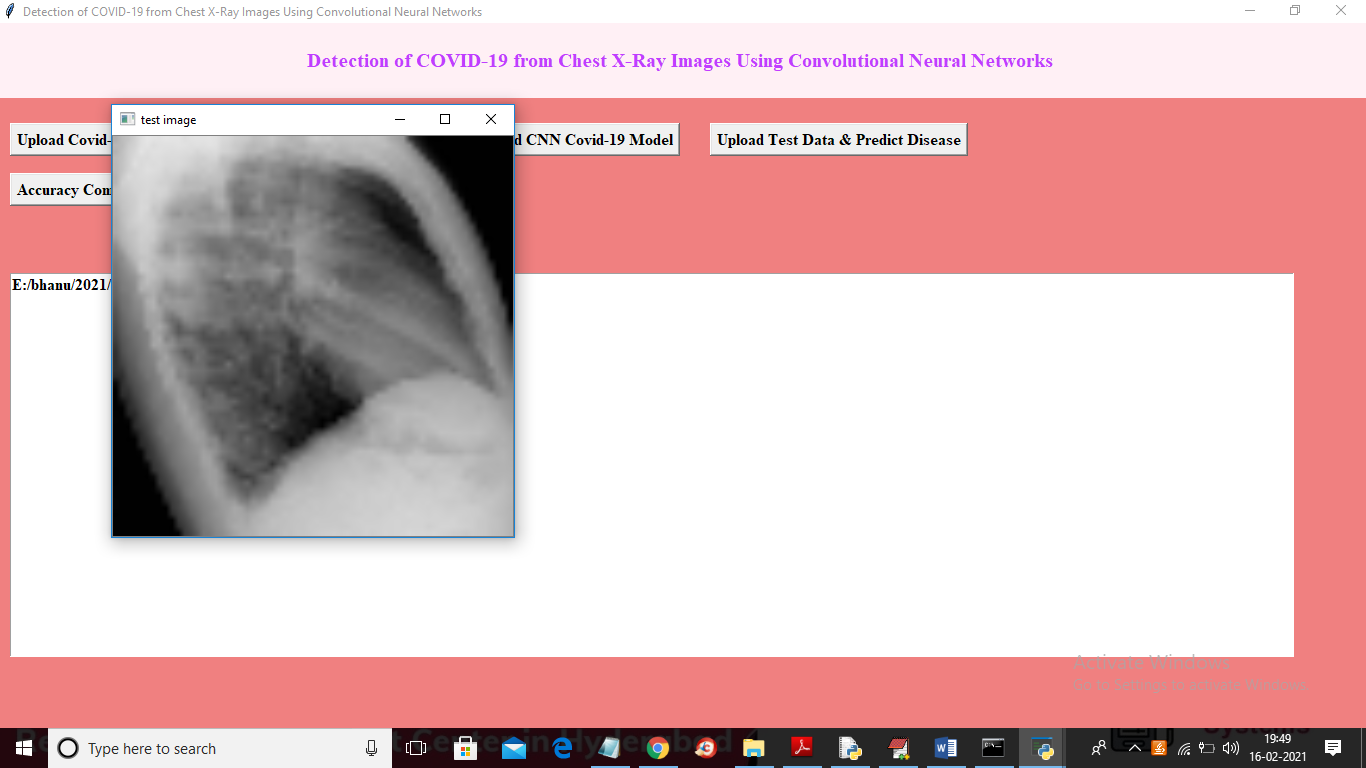 Detection of COVID-19 from Chest X-Ray Images Using Convolutional Neural Networks
Detection of COVID-19 from Chest X-Ray Images Using Convolutional Neural Networks
test image
Upload Covid-
d CNN Covid-19 Model
Upload Test Data & Predict Disease
Accuracy Com
E:/bhanu/2021/
Activate Windows
Go to Settings to activate Windows.
Systems
Type here to search
19:49
16-02-2021